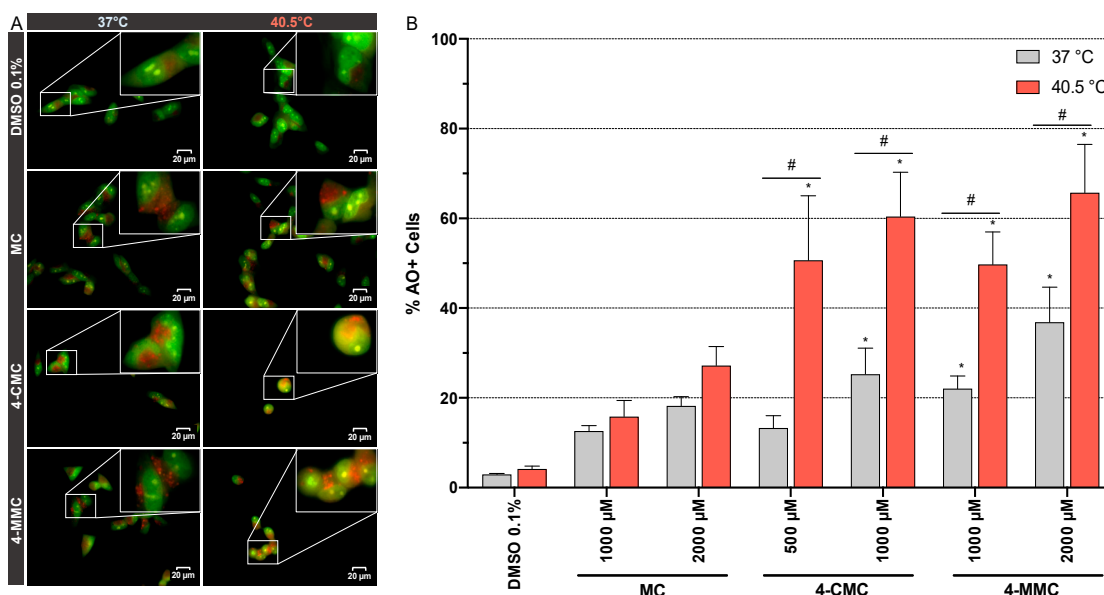 A
37°C
40.5°C
DMSO 0.1%
20 µm
20 µm
MC
20 µm
20 µm
4-CMC
20 µm
20 µm
4-MMC
20 µm
20 µm
B
37 °C
40.5 °C
% AO+ Cells
100
80
60
40
20
0
#
*
#
*
*
#
*
*
#
*
*
DMSO 0.1%
1000 µM
2000 µM
500 µM
1000 µM
1000 µM
2000 µM
MC
4-CMC
4-MMC